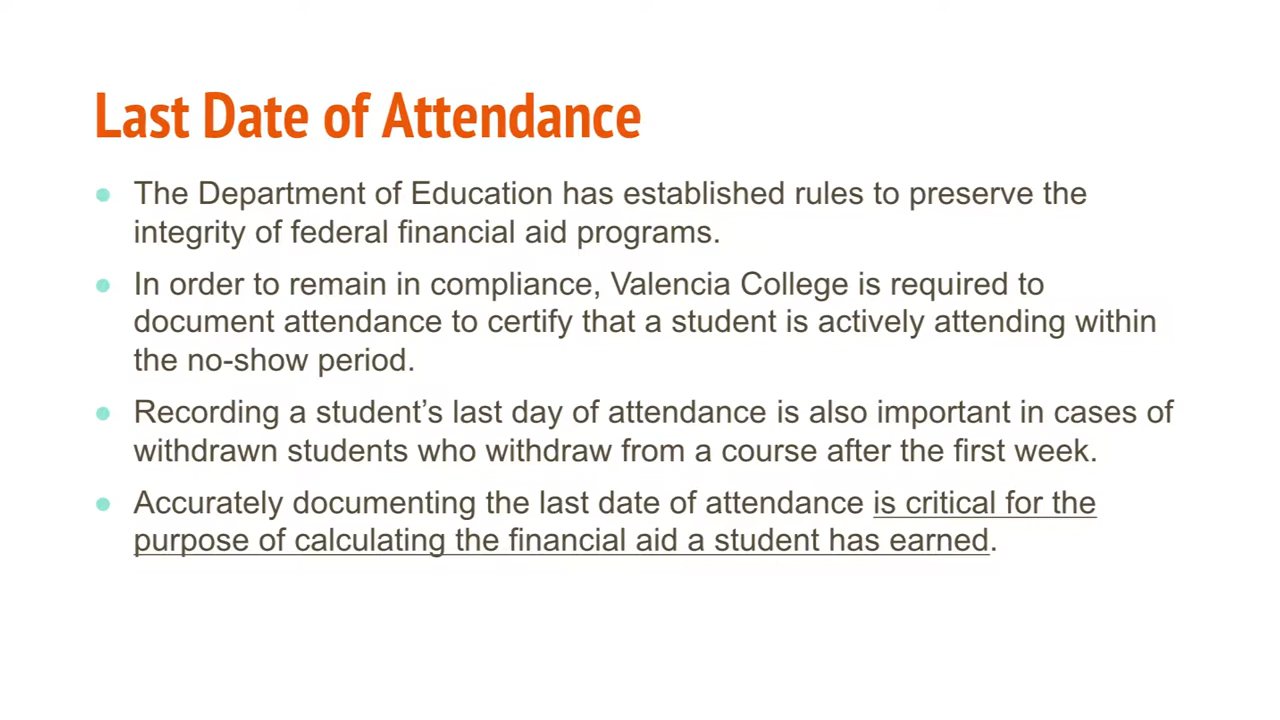 Last Date of Attendance
The Department of Education has established rules to preserve the
integrity of federal financial aid programs.
In order to remain in compliance, Valencia College is required to
document attendance to certify that a student is actively attending within
the no-show period.
Recording a student’s last day of attendance is also important in cases of
withdrawn students who withdraw from a course after the first week.
Accurately documenting the last date of attendance is critical for the
purpose of calculating the financial aid a student has earned.